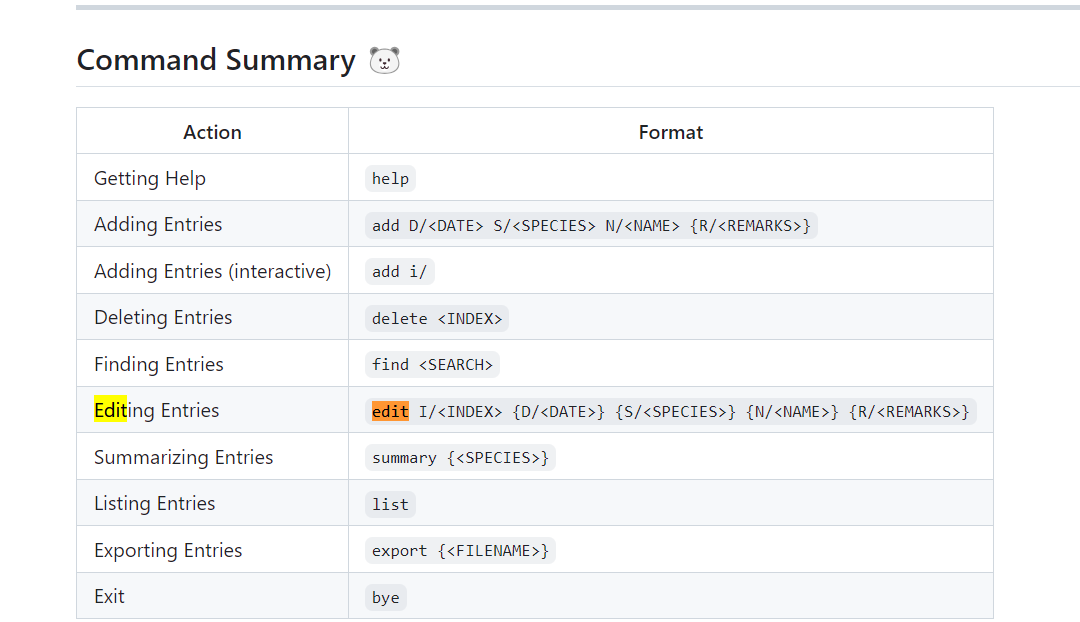 Command Summary 🐻‍❄️
Action Format
Getting Help help
Adding Entries add D/<DATE> S/<SPECIES> N/<NAME> {R/<REMARKS>}
Adding Entries (interactive) add i/
Deleting Entries delete <INDEX>
Finding Entries find <SEARCH>
Editing Entries edit I/<INDEX> {D/<DATE>} {S/<SPECIES>} {N/<NAME>} {R/<REMARKS>}
Summarizing Entries summary {<SPECIES>}
Listing Entries list
Exporting Entries export {<FILENAME>}
Exit bye